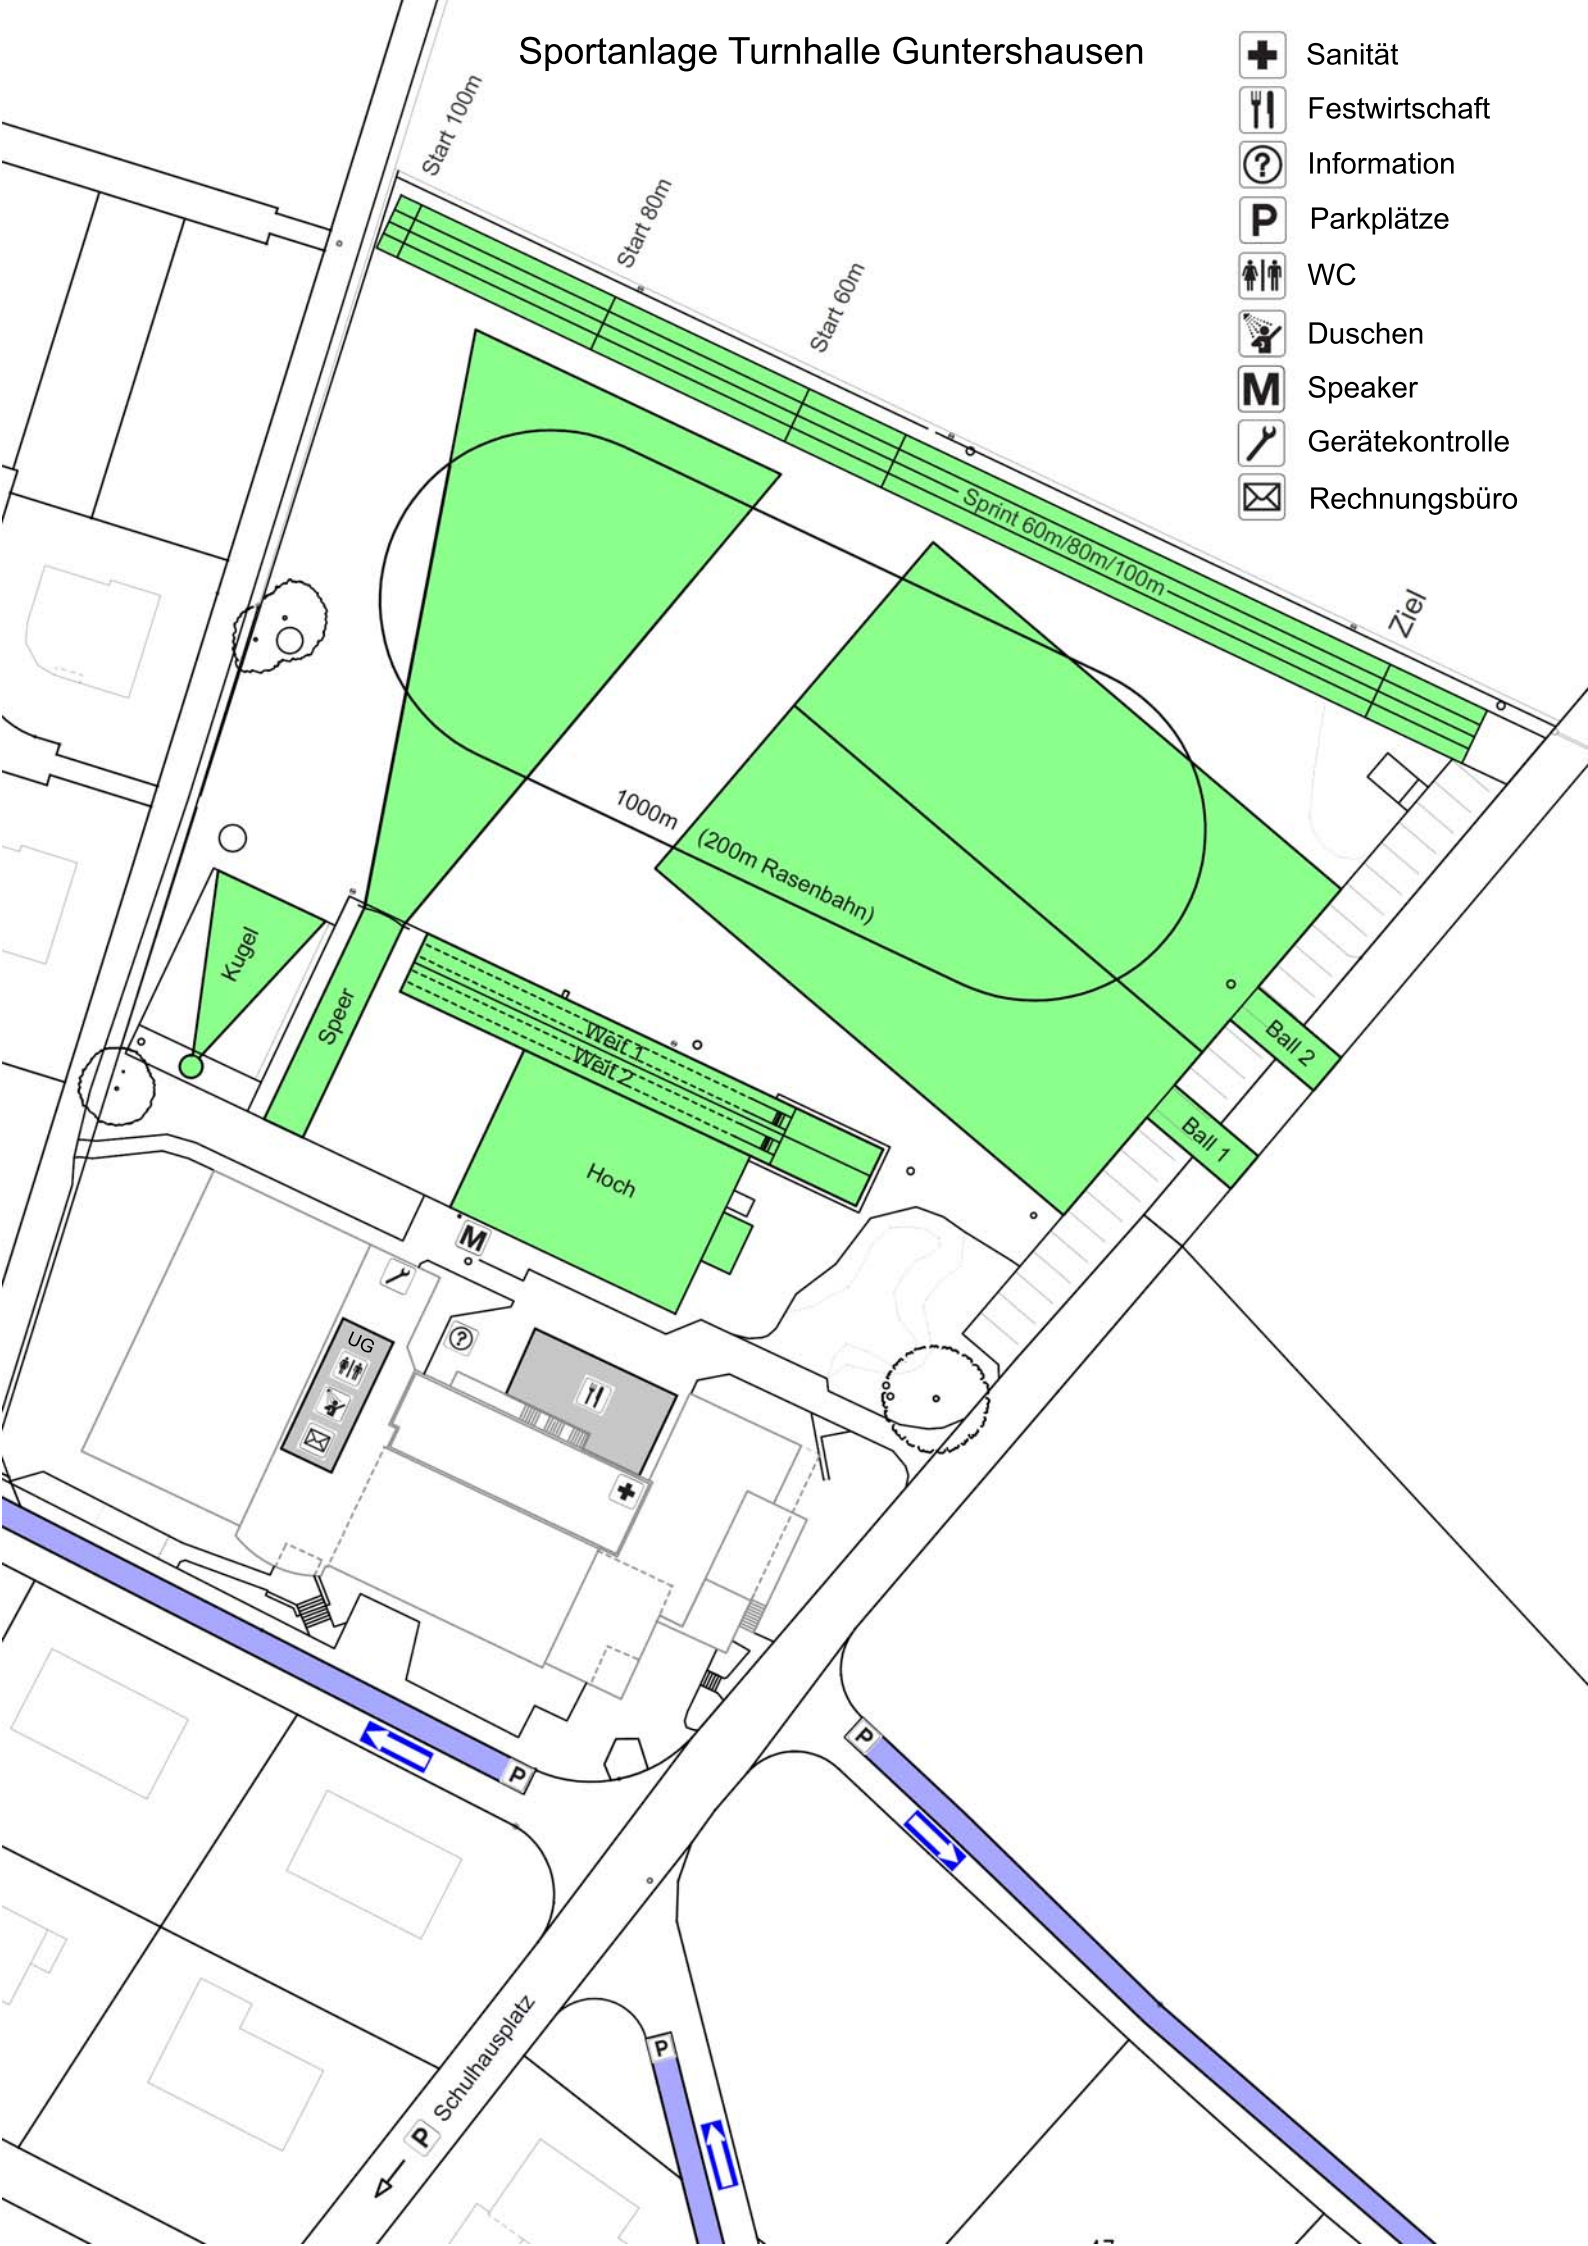 Sportanlage Turnhalle Guntershausen
Sanität
Festwirtschaft
? Information
P Parkplätze
WC
Duschen
M Speaker
Gerätekontrolle
Rechnungsbüro
Start 100m
Start 80m
Start 60m
Sprint 60m/80m/100m
Ziel
1000m
(200m Rasenbahn)
Kugel
Speer
Weit 1
Weit 2
Ball 2
Ball 1
Hoch
M
?
UG
P
P
P
P Schulhausplatz